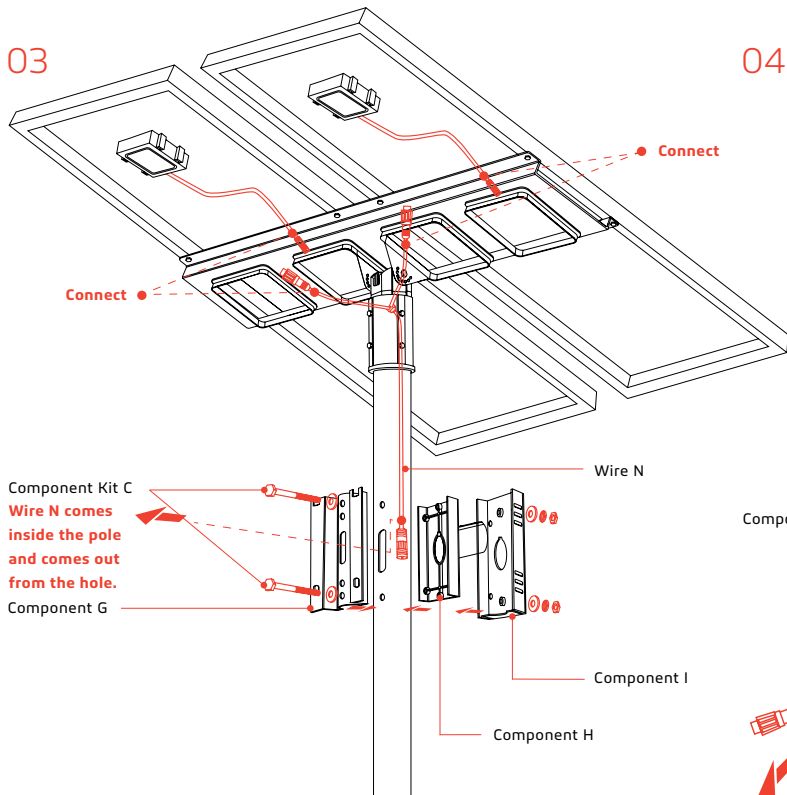 03
04
Connect
Connect
Wire N
Component Kit C
Wire N comes
inside the pole
and comes out
from the hole.
Component G
Compo
Component I
Component H